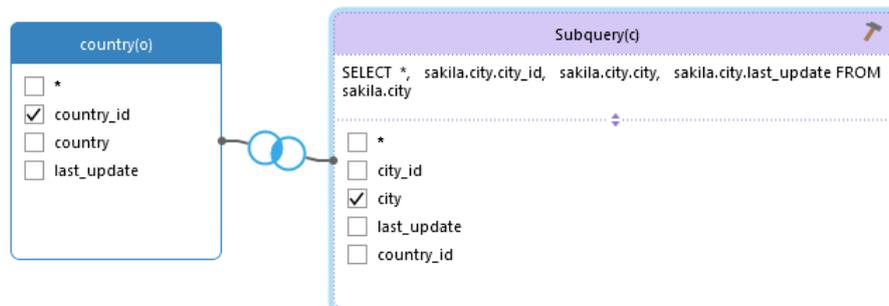 country(o)
*
country_id
country
last_update
Subquery(c)
SELECT *, sakila.city.city_id, sakila.city.city, sakila.city.last_update FROM
sakila.city
*
city_id
city
last_update
country_id